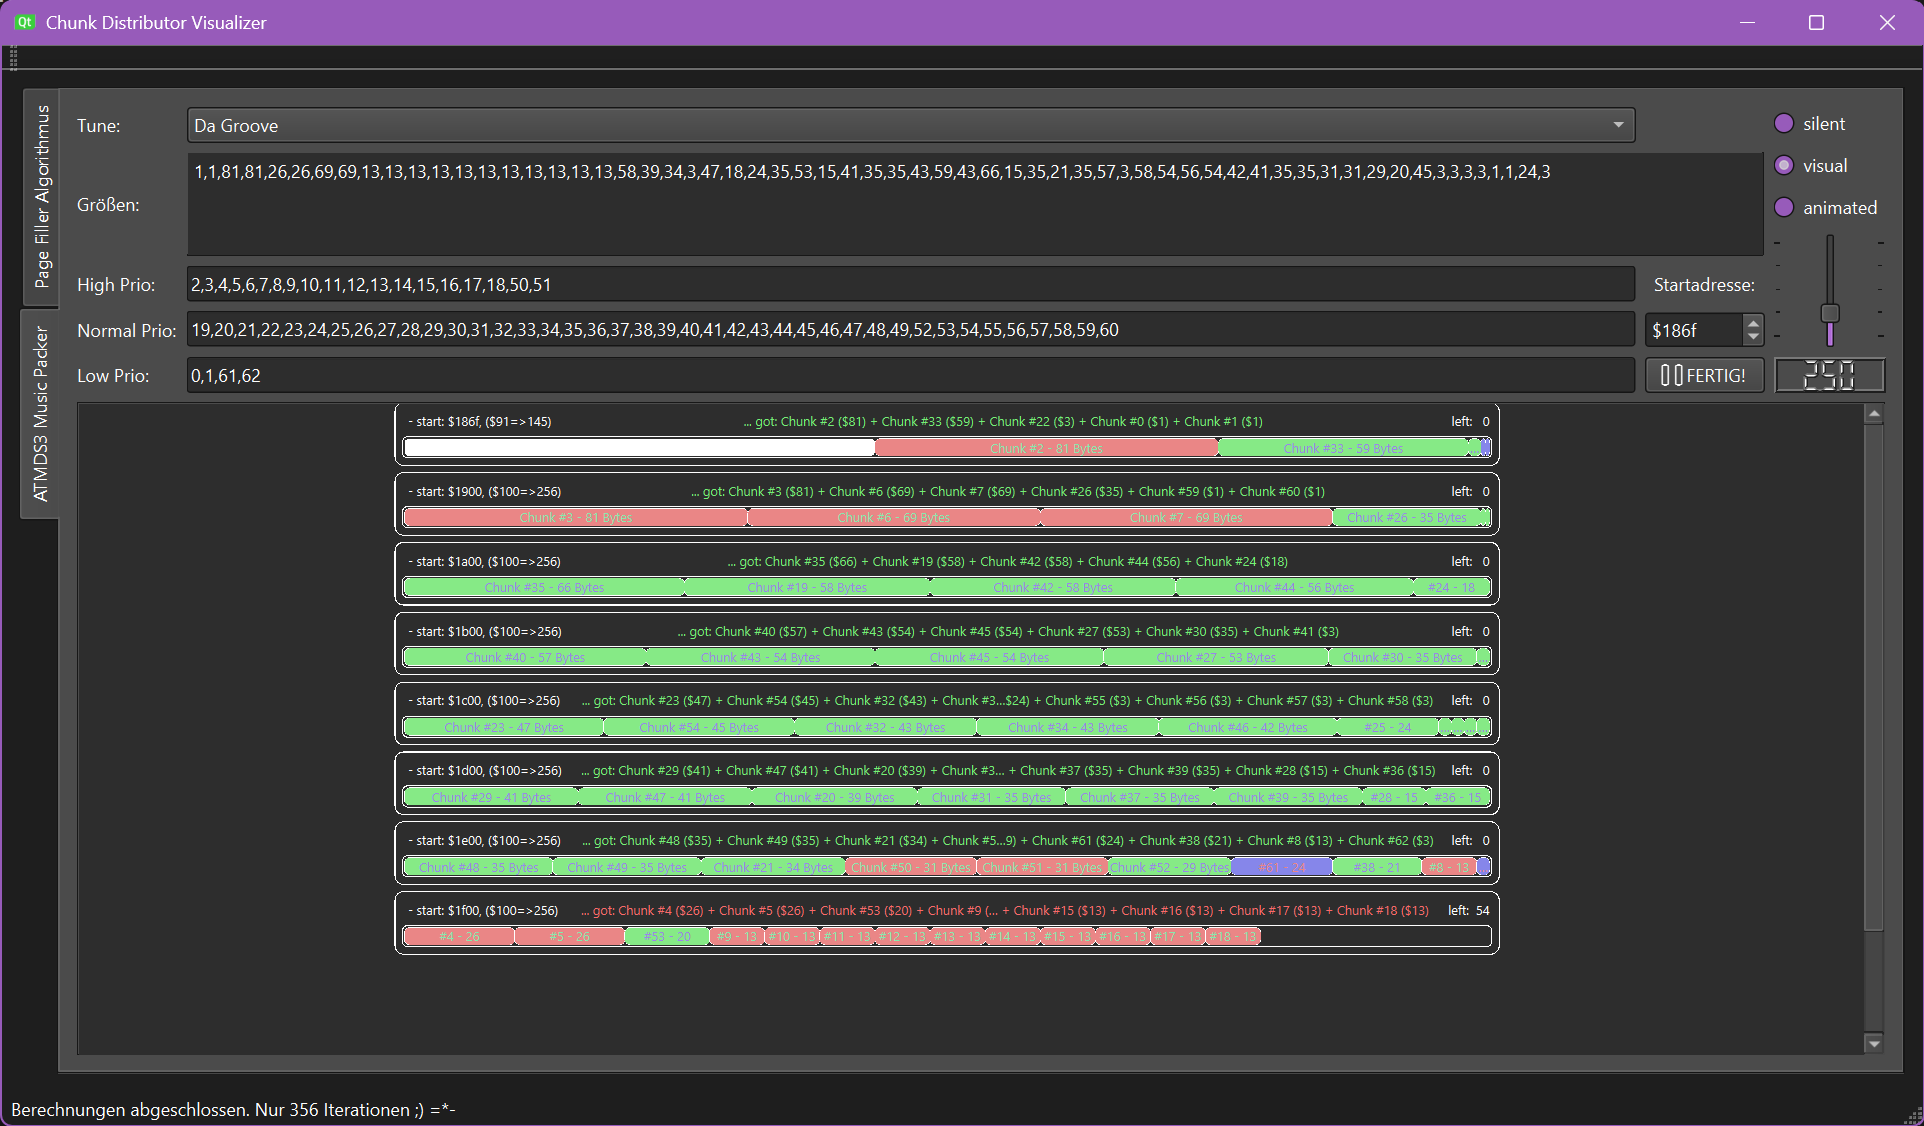 Qt Chunk Distributor Visualizer
Page Filler Algorithmus
ATMDS3 Music Packer
Tune: Da Groove
silent
visual
animated
Größen: 1,1,81,81,26,26,69,69,13,13,13,13,13,13,13,13,13,13,13,58,39,34,3,47,18,24,35,53,15,41,35,35,43,59,43,66,15,35,21,35,57,3,58,54,56,54,42,41,35,35,31,31,29,20,45,3,3,3,3,1,1,24,3
High Prio: 2,3,4,5,6,7,8,9,10,11,12,13,14,15,16,17,18,50,51
Startadresse:
Normal Prio: 19,20,21,22,23,24,25,26,27,28,29,30,31,32,33,34,35,36,37,38,39,40,41,42,43,44,45,46,47,48,49,52,53,54,55,56,57,58,59,60
$186f
Low Prio: 0,1,61,62
FERTIG!
250
- start: $186f, ($91=>145) ... got: Chunk #2 ($81) + Chunk #33 ($59) + Chunk #22 ($3) + Chunk #0 ($1) + Chunk #1 ($1) left: 0
Chunk #2 - 81 Bytes Chunk #33 - 59 Bytes
- start: $1900, ($100=>256) ... got: Chunk #3 ($81) + Chunk #6 ($69) + Chunk #7 ($69) + Chunk #26 ($35) + Chunk #59 ($1) + Chunk #60 ($1) left: 0
Chunk #3 - 81 Bytes Chunk #6 - 69 Bytes Chunk #7 - 69 Bytes Chunk #26 - 35 Bytes
- start: $1a00, ($100=>256) ... got: Chunk #35 ($66) + Chunk #19 ($58) + Chunk #42 ($58) + Chunk #44 ($56) + Chunk #24 ($18) left: 0
Chunk #35 - 66 Bytes Chunk #19 - 58 Bytes Chunk #42 - 58 Bytes Chunk #44 - 56 Bytes #24 - 18
- start: $1b00, ($100=>256) ... got: Chunk #40 ($57) + Chunk #43 ($54) + Chunk #45 ($54) + Chunk #27 ($53) + Chunk #30 ($35) + Chunk #41 ($3) left: 0
Chunk #40 - 57 Bytes Chunk #43 - 54 Bytes Chunk #45 - 54 Bytes Chunk #27 - 53 Bytes Chunk #30 - 35 Bytes
- start: $1c00, ($100=>256) ... got: Chunk #23 ($47) + Chunk #54 ($45) + Chunk #32 ($43) + Chunk #3...$24) + Chunk #55 ($3) + Chunk #56 ($3) + Chunk #57 ($3) + Chunk #58 ($3) left: 0
Chunk #23 - 47 Bytes Chunk #54 - 45 Bytes Chunk #32 - 43 Bytes Chunk #34 - 43 Bytes Chunk #46 - 42 Bytes #25 - 24
- start: $1d00, ($100=>256) ... got: Chunk #29 ($41) + Chunk #47 ($41) + Chunk #20 ($39) + Chunk #3... + Chunk #37 ($35) + Chunk #39 ($35) + Chunk #28 ($15) + Chunk #36 ($15) left: 0
Chunk #29 - 41 Bytes Chunk #47 - 41 Bytes Chunk #20 - 39 Bytes Chunk #31 - 35 Bytes Chunk #37 - 35 Bytes Chunk #39 - 35 Bytes #28 - 15 #36 - 15
- start: $1e00, ($100=>256) ... got: Chunk #48 ($35) + Chunk #49 ($35) + Chunk #21 ($34) + Chunk #5...9) + Chunk #61 ($24) + Chunk #38 ($21) + Chunk #8 ($13) + Chunk #62 ($3) left: 0
Chunk #48 - 35 Bytes Chunk #49 - 35 Bytes Chunk #21 - 34 Bytes Chunk #50 - 31 Bytes Chunk #51 - 31 Bytes Chunk #52 - 29 Bytes #61 - 24 #38 - 21 #8 - 13
- start: $1f00, ($100=>256) ... got: Chunk #4 ($26) + Chunk #5 ($26) + Chunk #53 ($20) + Chunk #9 (... + Chunk #15 ($13) + Chunk #16 ($13) + Chunk #17 ($13) + Chunk #18 ($13) left: 54
#4 - 26 #5 - 26 #53 - 20 #9 - 13 #10 - 13 #11 - 13 #12 - 13 #13 - 13 #14 - 13 #15 - 13 #16 - 13 #17 - 13 #18 - 13
Berechnungen abgeschlossen. Nur 356 Iterationen ;) =*-